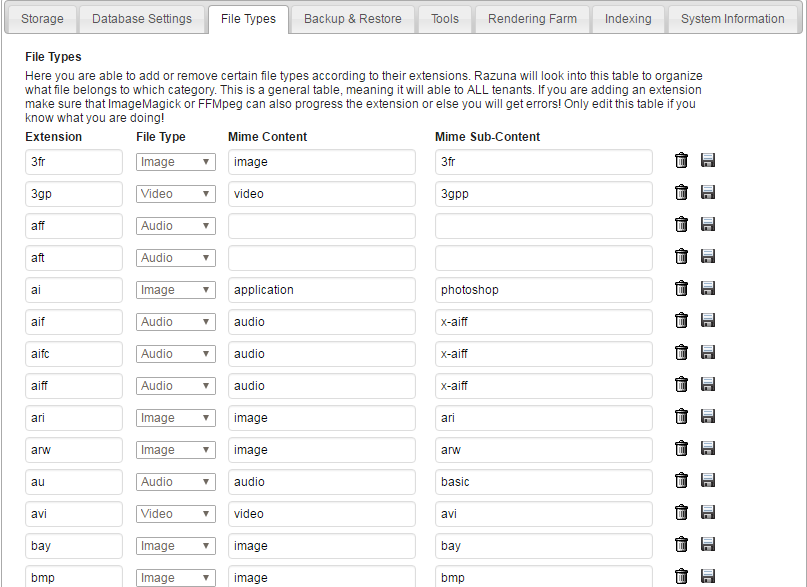 Storage Database Settings File Types Backup & Restore Tools Rendering Farm Indexing System Information
File Types
Here you are able to add or remove certain file types according to their extensions. Razuna will look into this table to organize
what file belongs to which category. This is a general table, meaning it will able to ALL tenants. If you are adding an extension
make sure that ImageMagick or FFMpeg can also progress the extension or else you will get errors! Only edit this table if you
know what you are doing!
Extension File Type Mime Content Mime Sub-Content
3fr Image image 3fr
3gp Video video 3gpp
aff Audio
aft Audio
ai Image application photoshop
aif Audio audio x-aiff
aifc Audio audio x-aiff
aiff Audio audio x-aiff
ari Image image ari
arw Image image arw
au Audio audio basic
avi Video video avi
bay Image image bay
bmp Image image bmp